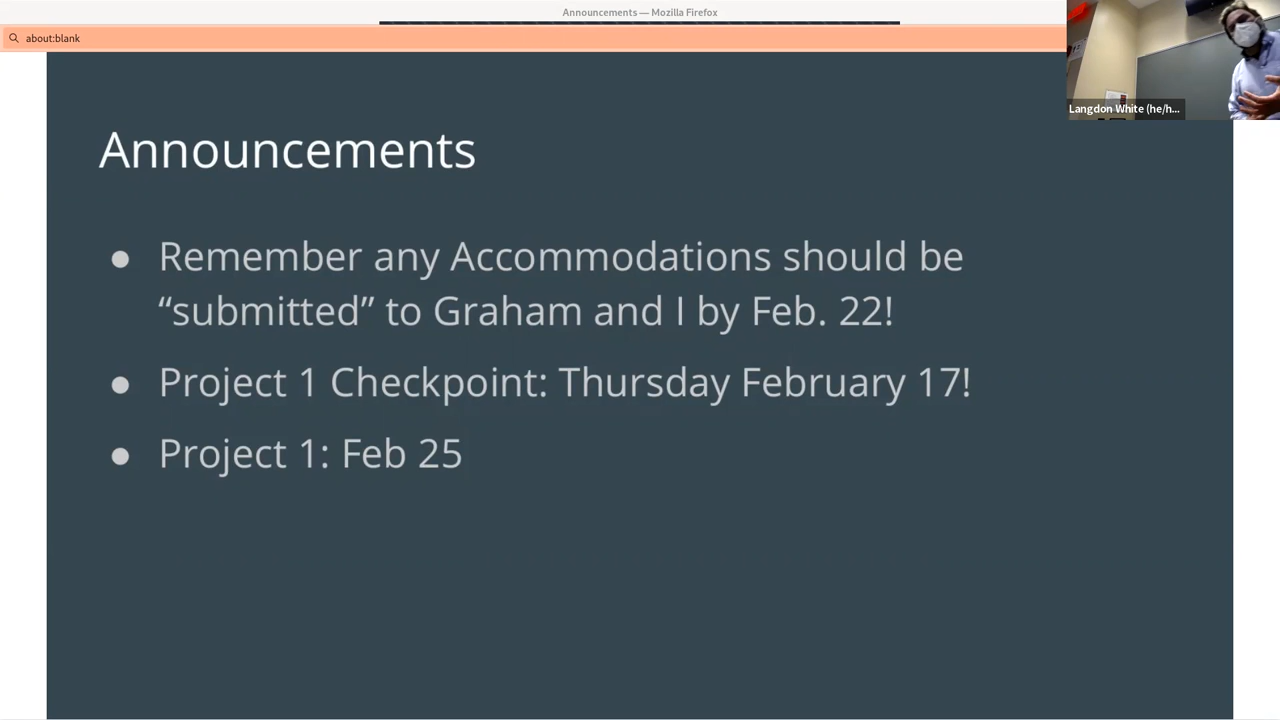 Announcements — Mozilla Firefox
about:blank
Langdon White (he/h...
Announcements
● Remember any Accommodations should be
“submitted” to Graham and I by Feb. 22!
● Project 1 Checkpoint: Thursday February 17!
● Project 1: Feb 25